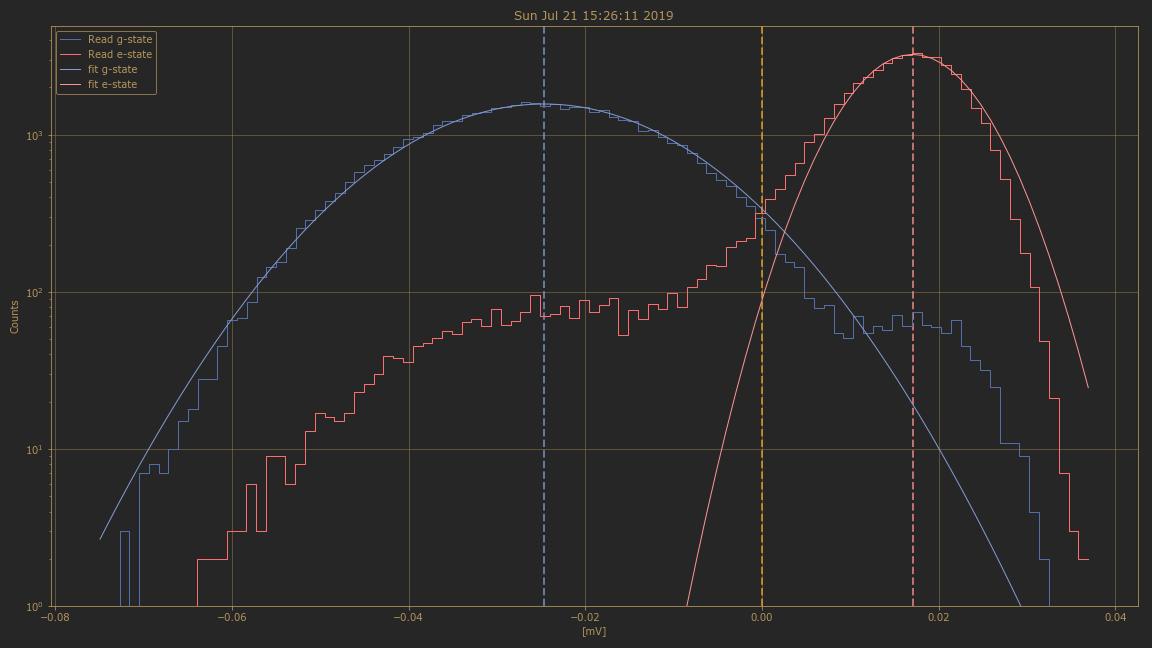 Sun Jul 21 15:26:11 2019
Read g-state
Read e-state
fit g-state
fit e-state
Counts
10³
10²
10¹
10⁰
−0.08 −0.06 −0.04 −0.02 0.00 0.02 0.04
[mV]